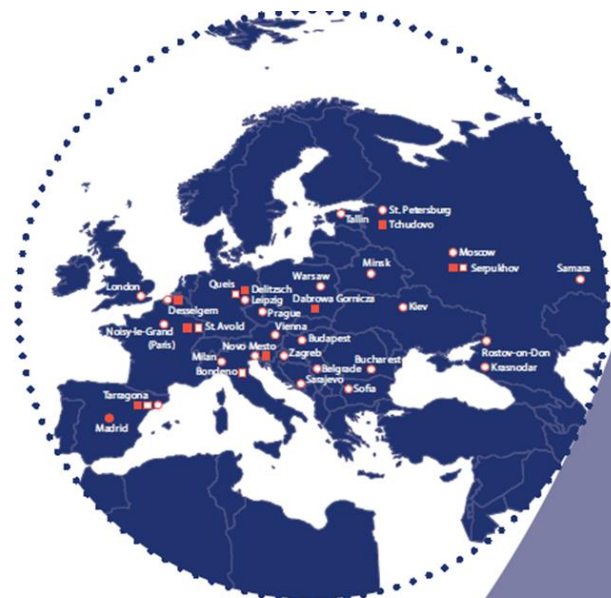 St. Petersburg
Tallin
Tchudovo
Moscow
Minsk
Serpukhov
Samara
Queis
Delitzsch
Warsaw
London
Leipzig
Dabrowa Gornicza
Kiev
Desselgem
Prague
Noisy-le-Grand
(Paris)
St. Avold
Vienna
Budapest
Novo Mesto
Milan
Zagreb
Bucharest
Rostov-on-Don
Bondeno
Belgrade
Krasnodar
Sarajevo
Sofia
Tarragona
Madrid